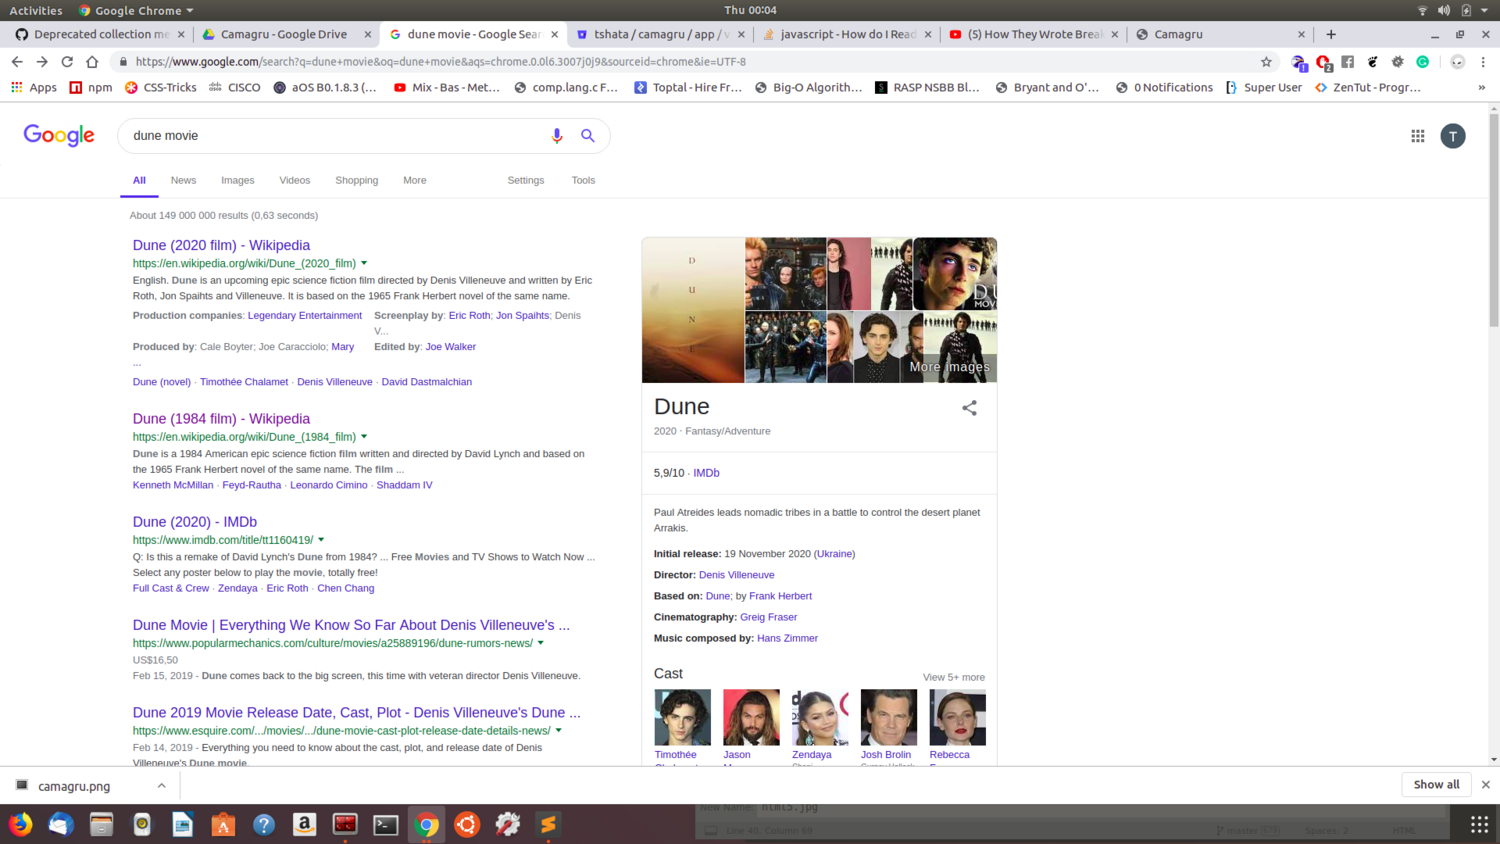 Activities
Google Chrome
Thu 00:04
Deprecated collection me
Camagru - Google Drive
dune movie - Google Sear
tshata / camagru / app / v
javascript - How do I Read
(5) How They Wrote Break
Camagru
https://www.google.com/search?q=dune+movie&oq=dune+movie&aqs=chrome.0.0l6.3007j0j9&sourceid=chrome&ie=UTF-8
Apps
npm
CSS-Tricks
CISCO
aOS B0.1.8.3 (...
Mix - Bas - Met...
comp.lang.c F...
Toptal - Hire Fr...
Big-O Algorith...
RASP NSBB Bl...
Bryant and O'...
0 Notifications
Super User
ZenTut - Progr...
Google
dune movie
T
All
News
Images
Videos
Shopping
More
Settings
Tools
About 149 000 000 results (0,63 seconds)
Dune (2020 film) - Wikipedia
https://en.wikipedia.org/wiki/Dune_(2020_film)
English. Dune is an upcoming epic science fiction film directed by Denis Villeneuve and written by Eric
Roth, Jon Spaihts and Villeneuve. It is based on the 1965 Frank Herbert novel of the same name.
Production companies: Legendary Entertainment
Screenplay by: Eric Roth; Jon Spaihts; Denis
V...
Produced by: Cale Boyter; Joe Caracciolo; Mary
...
Edited by: Joe Walker
Dune (novel) · Timothée Chalamet · Denis Villeneuve · David Dastmalchian
Dune (1984 film) - Wikipedia
https://en.wikipedia.org/wiki/Dune_(1984_film)
Dune is a 1984 American epic science fiction film written and directed by David Lynch and based on
the 1965 Frank Herbert novel of the same name. The film ...
Kenneth McMillan · Feyd-Rautha · Leonardo Cimino · Shaddam IV
Dune (2020) - IMDb
https://www.imdb.com/title/tt1160419/
Q: Is this a remake of David Lynch's Dune from 1984? ... Free Movies and TV Shows to Watch Now ...
Select any poster below to play the movie, totally free!
Full Cast & Crew · Zendaya · Eric Roth · Chen Chang
Dune Movie | Everything We Know So Far About Denis Villeneuve's ...
https://www.popularmechanics.com/culture/movies/a25889196/dune-rumors-news/
US$16,50
Feb 15, 2019 - Dune comes back to the big screen, this time with veteran director Denis Villeneuve.
Dune 2019 Movie Release Date, Cast, Plot - Denis Villeneuve's Dune ...
https://www.esquire.com/.../movies/.../dune-movie-cast-plot-release-date-details-news/
Feb 14, 2019 - Everything you need to know about the cast, plot, and release date of Denis
Villeneuve's Dune movie.
D
U
N
E
More images
Dune
2020 · Fantasy/Adventure
5,9/10 · IMDb
Paul Atreides leads nomadic tribes in a battle to control the desert planet
Arrakis.
Initial release: 19 November 2020 (Ukraine)
Director: Denis Villeneuve
Based on: Dune; by Frank Herbert
Cinematography: Greig Fraser
Music composed by: Hans Zimmer
Cast
View 5+ more
Timothée
Jason
Zendaya
Josh Brolin
Rebecca
camagru.png
Show all
New Name: html5.jpg
Line 40, Column 69
master
Spaces: 2
HTML